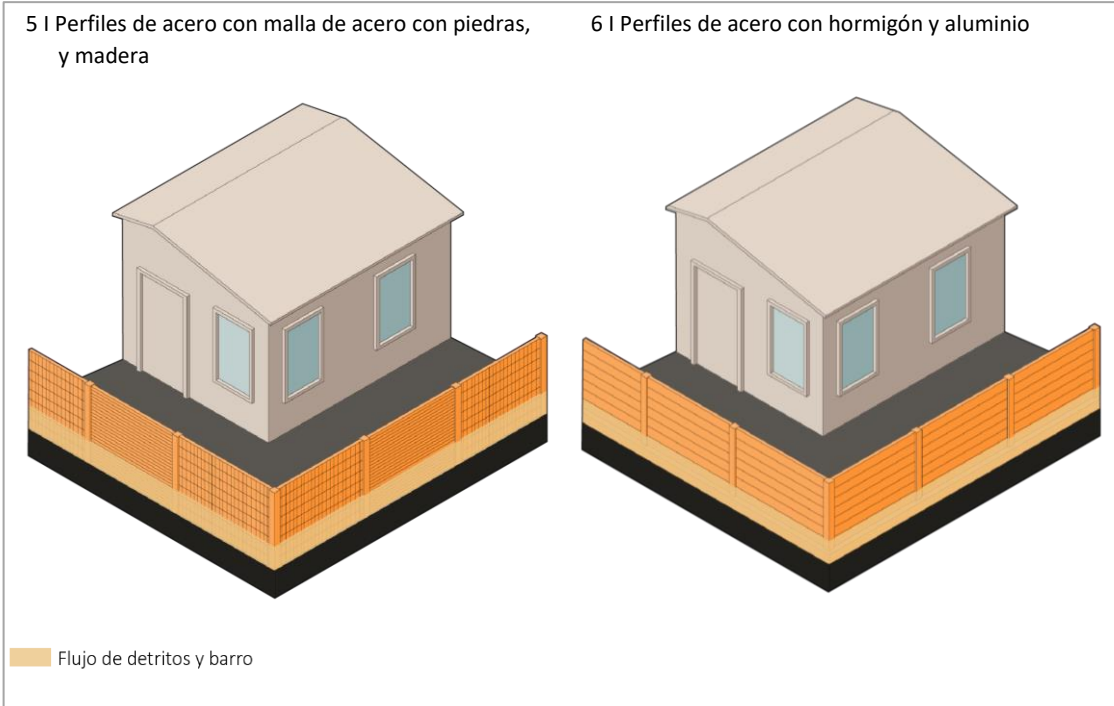 5 I Perfiles de acero con malla de acero con piedras,
y madera
6 I Perfiles de acero con hormigón y aluminio
Flujo de detritos y barro